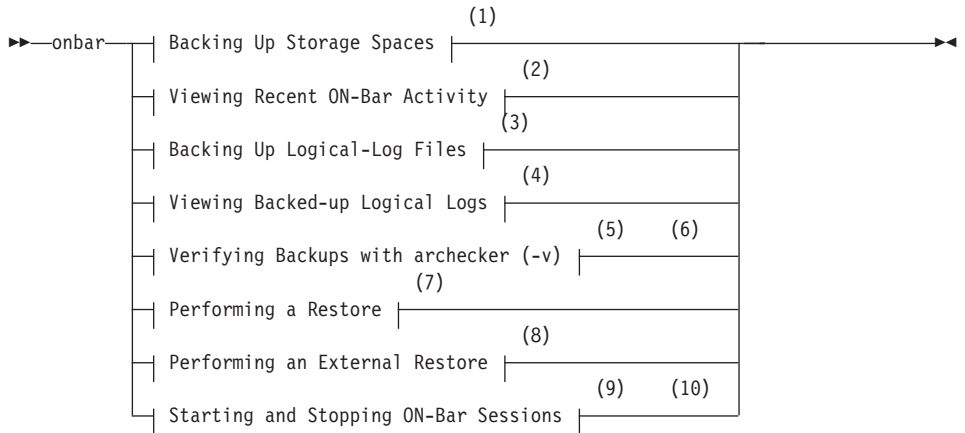 (1)
onbar Backing Up Storage Spaces
(2)
Viewing Recent ON-Bar Activity
(3)
Backing Up Logical-Log Files
(4)
Viewing Backed-up Logical Logs
(5) (6)
Verifying Backups with archecker (-v)
(7)
Performing a Restore
(8)
Performing an External Restore
(9) (10)
Starting and Stopping ON-Bar Sessions